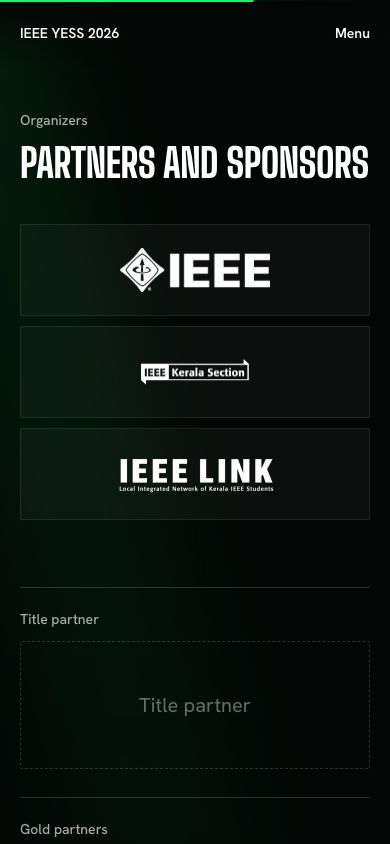 IEEE YESS 2026
Menu
Organizers
PARTNERS AND SPONSORS
IEEE
IEEE Kerala Section
IEEE LINK
Local Integrated Network of Kerala IEEE Students
Title partner
Title partner
Gold partners